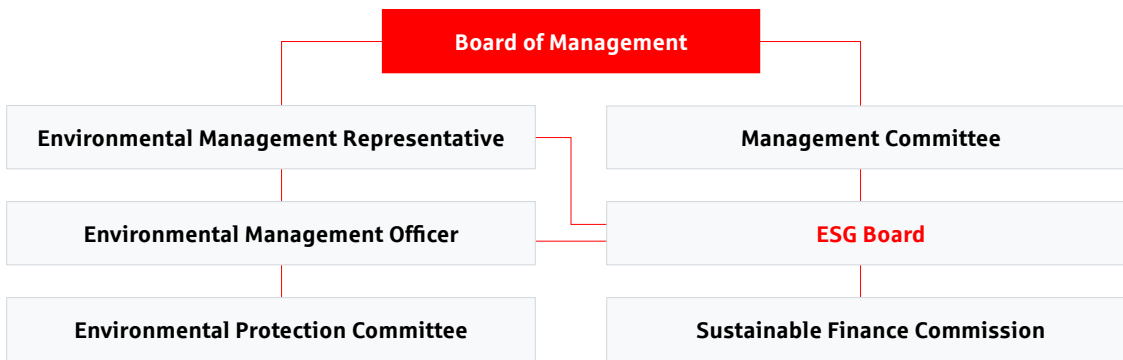 Board of Management
Environmental Management Representative
Management Committee
Environmental Management Officer
ESG Board
Environmental Protection Committee
Sustainable Finance Commission